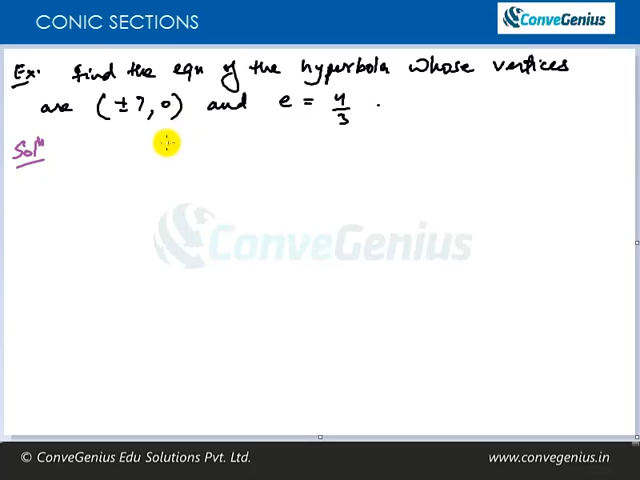 CONIC SECTIONS
ConveGenius
Ex: Find the eqn of the hyperbola whose vertices
are (±7, 0) and e = 4/3 .
Solⁿ
ConveGenius
© ConveGenius Edu Solutions Pvt. Ltd.
www.convegenius.in